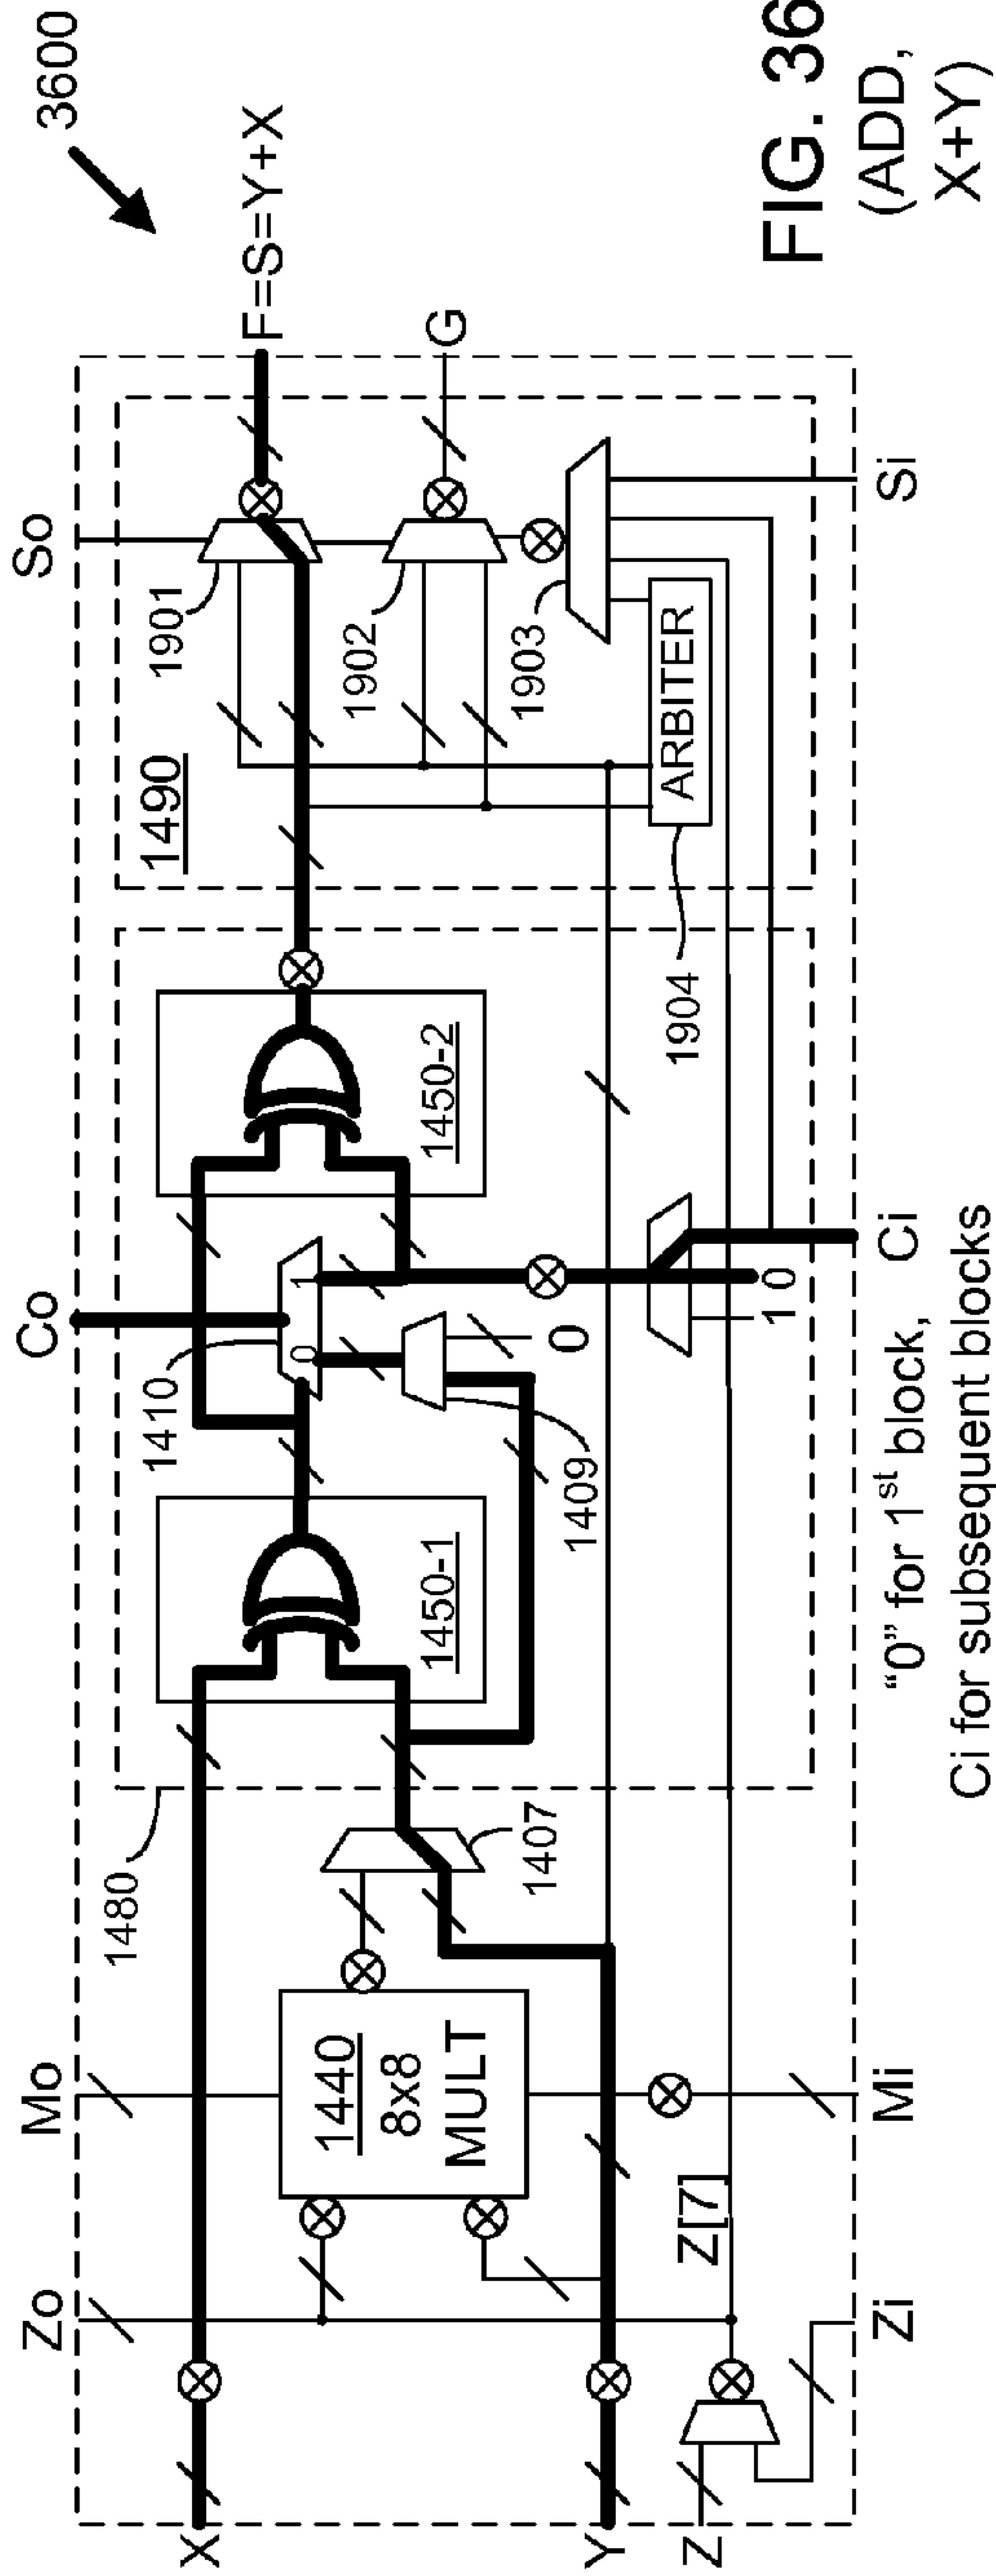 3600
Zo
Mo
Co
So
X
Y
Z
1480
1440
8x8
MULT
Z[7]
1407
1450-1
1410
0
1
1409
0
1
0
1450-2
1490
1901
1902
1903
1904
ARBITER
F=S=Y+X
G
Zi
Mi
Ci
Si
"0" for 1st block,
Ci for subsequent blocks
FIG. 36
(ADD,
X+Y)